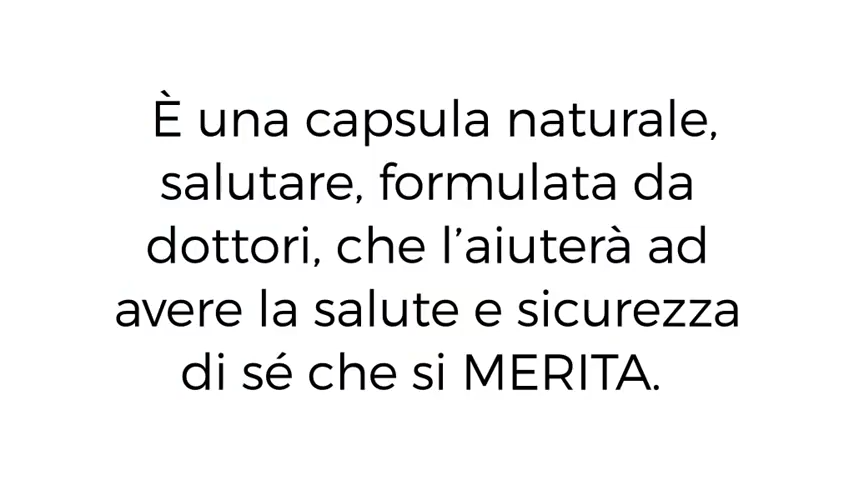 È una capsula naturale,
salutare, formulata da
dottori, che l’aiuterà ad
avere la salute e sicurezza
di sé che si MERITA.